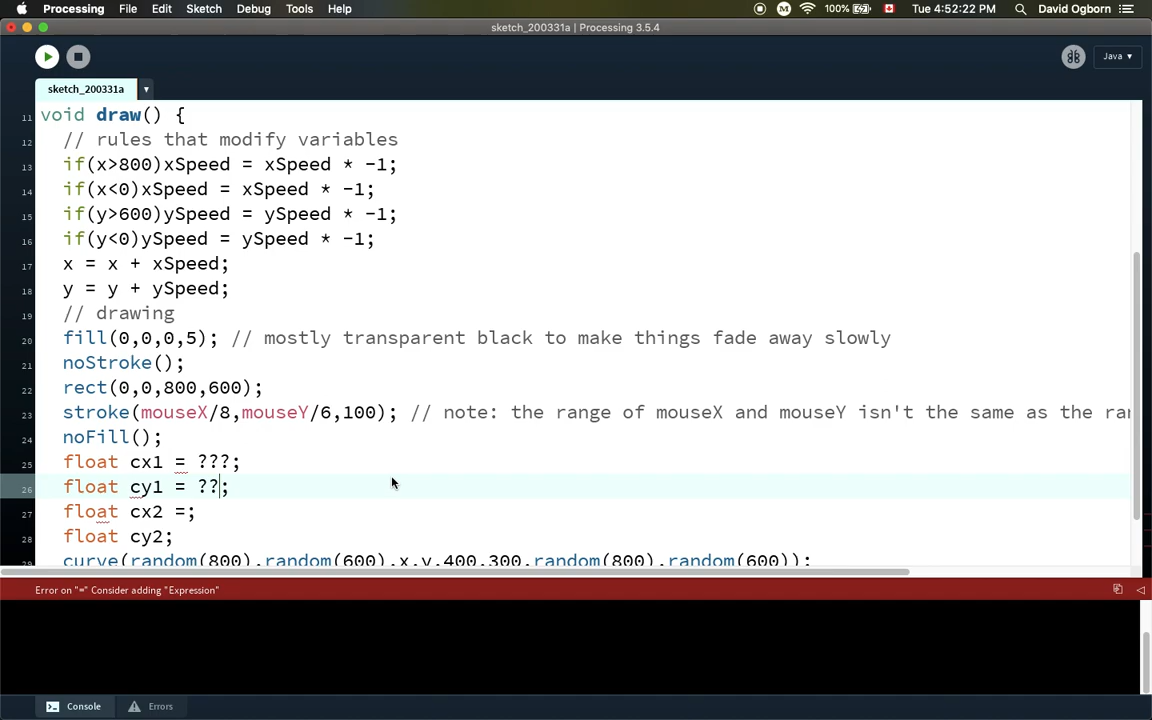 Processing File Edit Sketch Debug Tools Help M 100% Tue 4:52:22 PM David Ogborn
sketch_200331a | Processing 3.5.4
Java ▾
sketch_200331a ▾
11 void draw() {
12 // rules that modify variables
13 if(x>800)xSpeed = xSpeed * -1;
14 if(x<0)xSpeed = xSpeed * -1;
15 if(y>600)ySpeed = ySpeed * -1;
16 if(y<0)ySpeed = ySpeed * -1;
17 x = x + xSpeed;
18 y = y + ySpeed;
19 // drawing
20 fill(0,0,0,5); // mostly transparent black to make things fade away slowly
21 noStroke();
22 rect(0,0,800,600);
23 stroke(mouseX/8,mouseY/6,100); // note: the range of mouseX and mouseY isn't the same as the ra
24 noFill();
25 float cx1 = ???;
26 float cy1 = ??;
27 float cx2 =;
28 float cy2;
29 curve(random(800),random(600),x,y,400,300,random(800),random(600));
Error on "=" Consider adding "Expression"
Console Errors